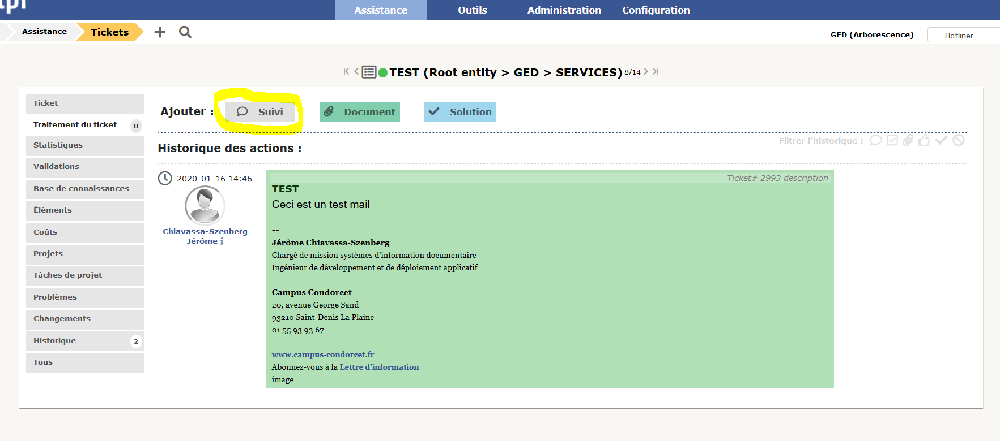 Assistance Outils Administration Configuration
Assistance Tickets GED (Arborescence) Hotliner
TEST (Root entity > GED > SERVICES) 8/14
Ticket
Traitement du ticket 0
Statistiques
Validations
Base de connaissances
Éléments
Coûts
Projets
Tâches de projet
Problèmes
Changements
Historique 2
Tous
Ajouter : Suivi Document Solution
Filtrer l'historique :
Historique des actions :
2020-01-16 14:46
Chiavassa-Szenberg
Jérôme
Ticket# 2993 description
TEST
Ceci est un test mail
--
Jérôme Chiavassa-Szenberg
Chargé de mission systèmes d'information documentaire
Ingénieur de développement et de déploiement applicatif
Campus Condorcet
20, avenue George Sand
93210 Saint-Denis La Plaine
01 55 93 93 67
www.campus-condorcet.fr
Abonnez-vous à la Lettre d'information
image